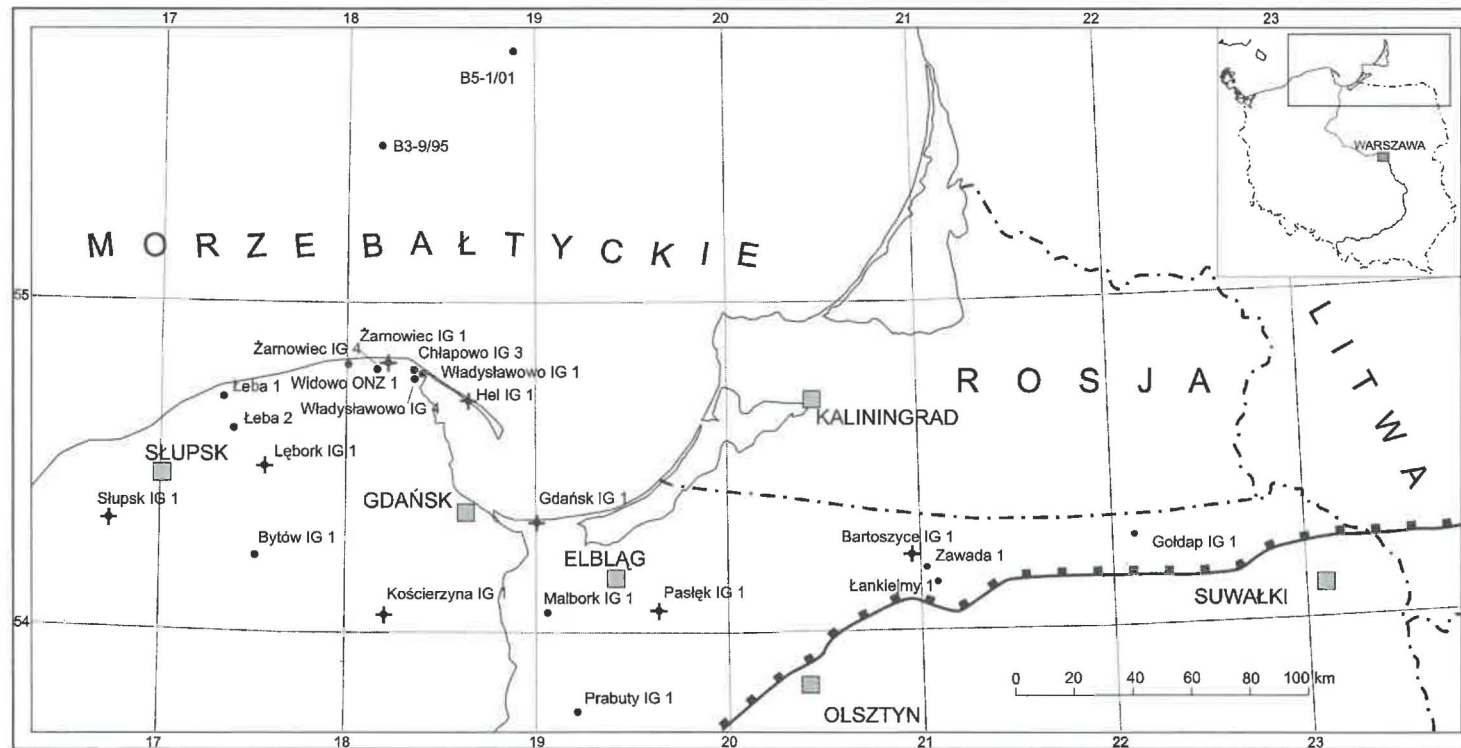 17 18 19 20 21 22 23
B5-1/01
B3-9/95
WARSZAWA
MORZE BAŁTYCKIE
55
LITWA
Żarnowiec IG 1
Żarnowiec IG 4
Chłapowo IG 3
Władysławowo IG 1
Łeba 1
Widowo ONZ 1
Hel IG 1
ROSJA
Władysławowo IG 4
KALININGRAD
Łeba 2
SŁUPSK
Lębork IG 1
Słupsk IG 1
GDAŃSK
Gdańsk IG 1
Bytów IG 1
Bartoszyce IG 1
Gołdap IG 1
Zawada 1
ELBLĄG
Łankiejmy 1
Kościerzyna IG 1
Malbork IG 1
Pasłęk IG 1
SUWAŁKI
54
0 20 40 60 80 100 km
Prabuty IG 1
OLSZTYN
17 18 19 20 21 22 23